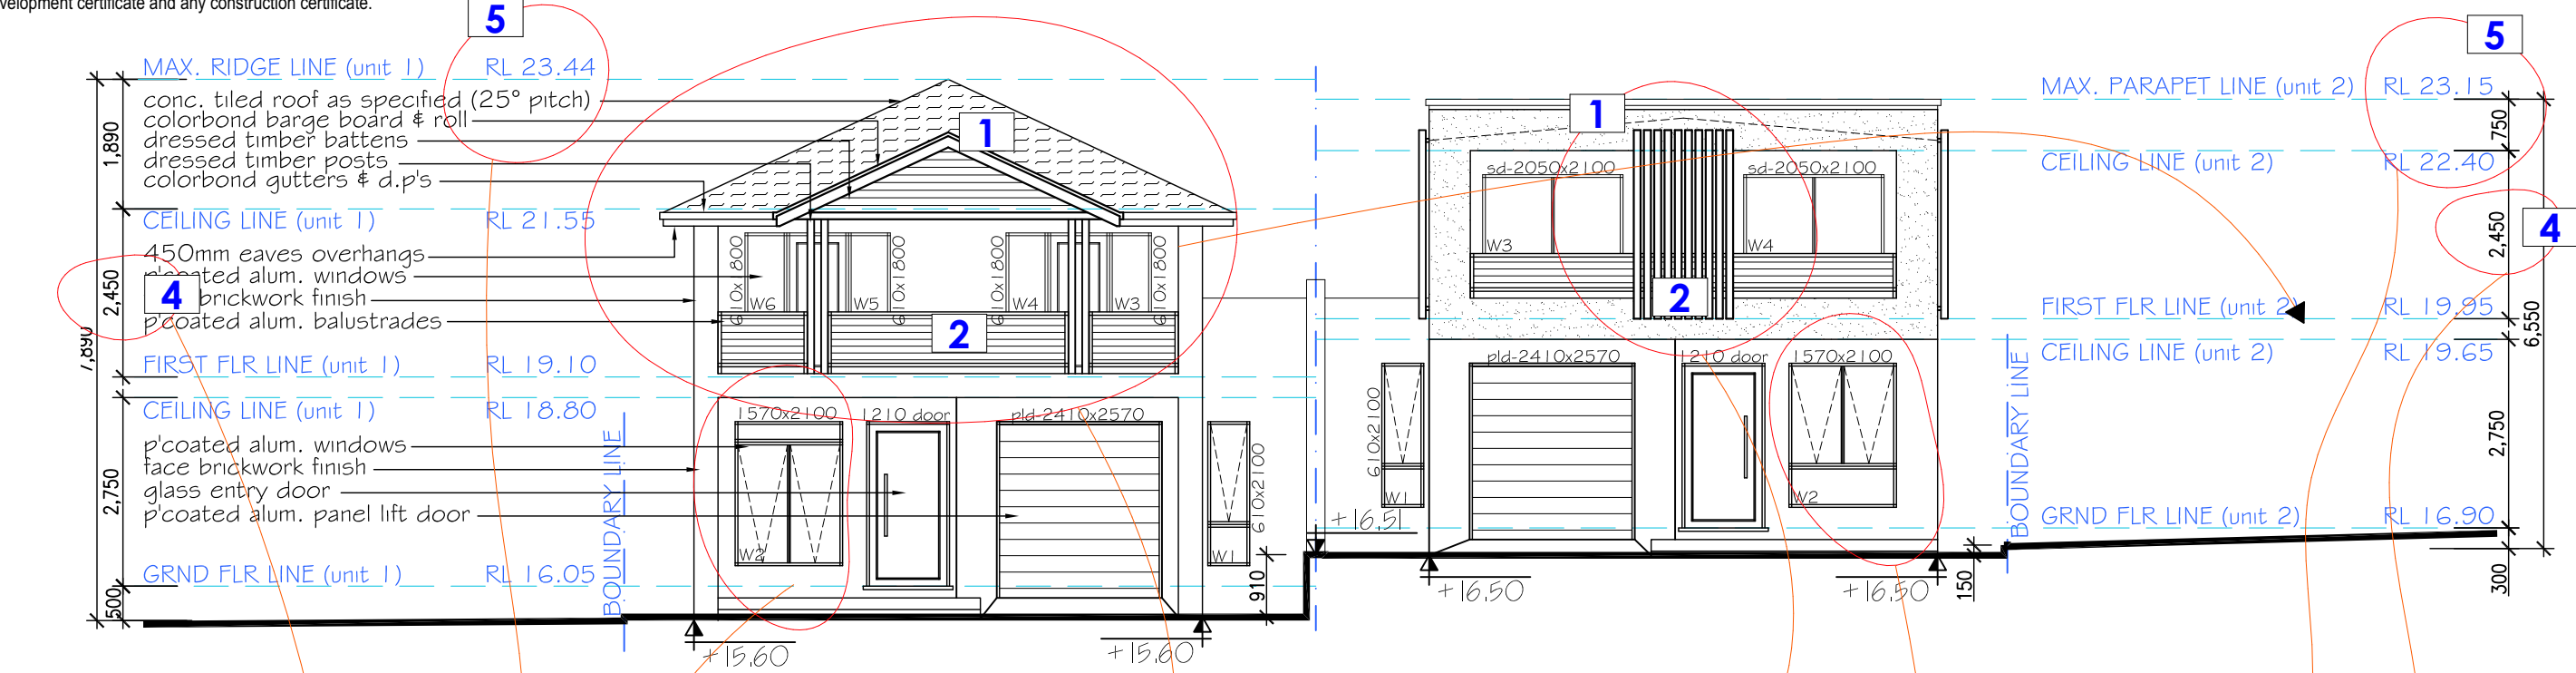 velopment certificate and any construction certificate.
5
MAX. RIDGE LINE (unit 1) RL 23.44
conc. tiled roof as specified (25° pitch)
colorbond barge board & roll
dressed timber battens
dressed timber posts
colorbond gutters & d.p's
CEILING LINE (unit 1) RL 21.55
450mm eaves overhangs
p'coated alum. windows
4
brickwork finish
p'coated alum. balustrades
FIRST FLR LINE (unit 1) RL 19.10
CEILING LINE (unit 1) RL 18.80
p'coated alum. windows
face brickwork finish
glass entry door
p'coated alum. panel lift door
GRND FLR LINE (unit 1) RL 16.05
1,890
2,450
7,890
2,750
500
BOUNDARY LINE
1
610x1800
W6
W5
610x1800
610x1800
W4
W3
610x1800
2
1570x2100
1210 door
pld-2410x2570
W2
W1
610x2100
910
+15.60
+15.60
+16.51
1
sd-2050x2100
sd-2050x2100
W3
W4
2
pld-2410x2570
1210 door
1570x2100
610x2100
W1
W2
+16.50
+16.50
150
BOUNDARY LINE
5
MAX. PARAPET LINE (unit 2) RL 23.15
CEILING LINE (unit 2) RL 22.40
4
FIRST FLR LINE (unit 2) RL 19.95
CEILING LINE (unit 2) RL 19.65
GRND FLR LINE (unit 2) RL 16.90
750
2,450
6,550
2,750
300